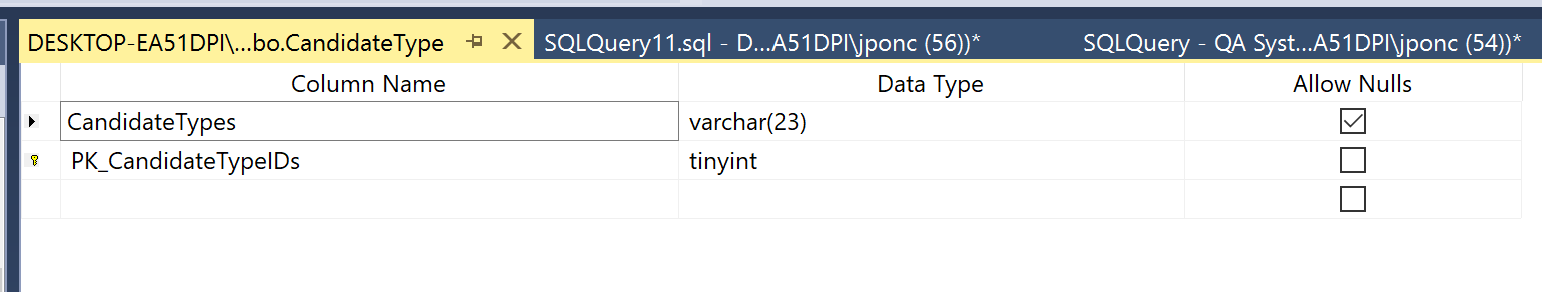 DESKTOP-EA51DPI\...bo.CandidateType SQLQuery11.sql - D...A51DPI\jponc (56))* SQLQuery - QA Syst...A51DPI\jponc (54))*
Column Name Data Type Allow Nulls
CandidateTypes varchar(23)
PK_CandidateTypeIDs tinyint